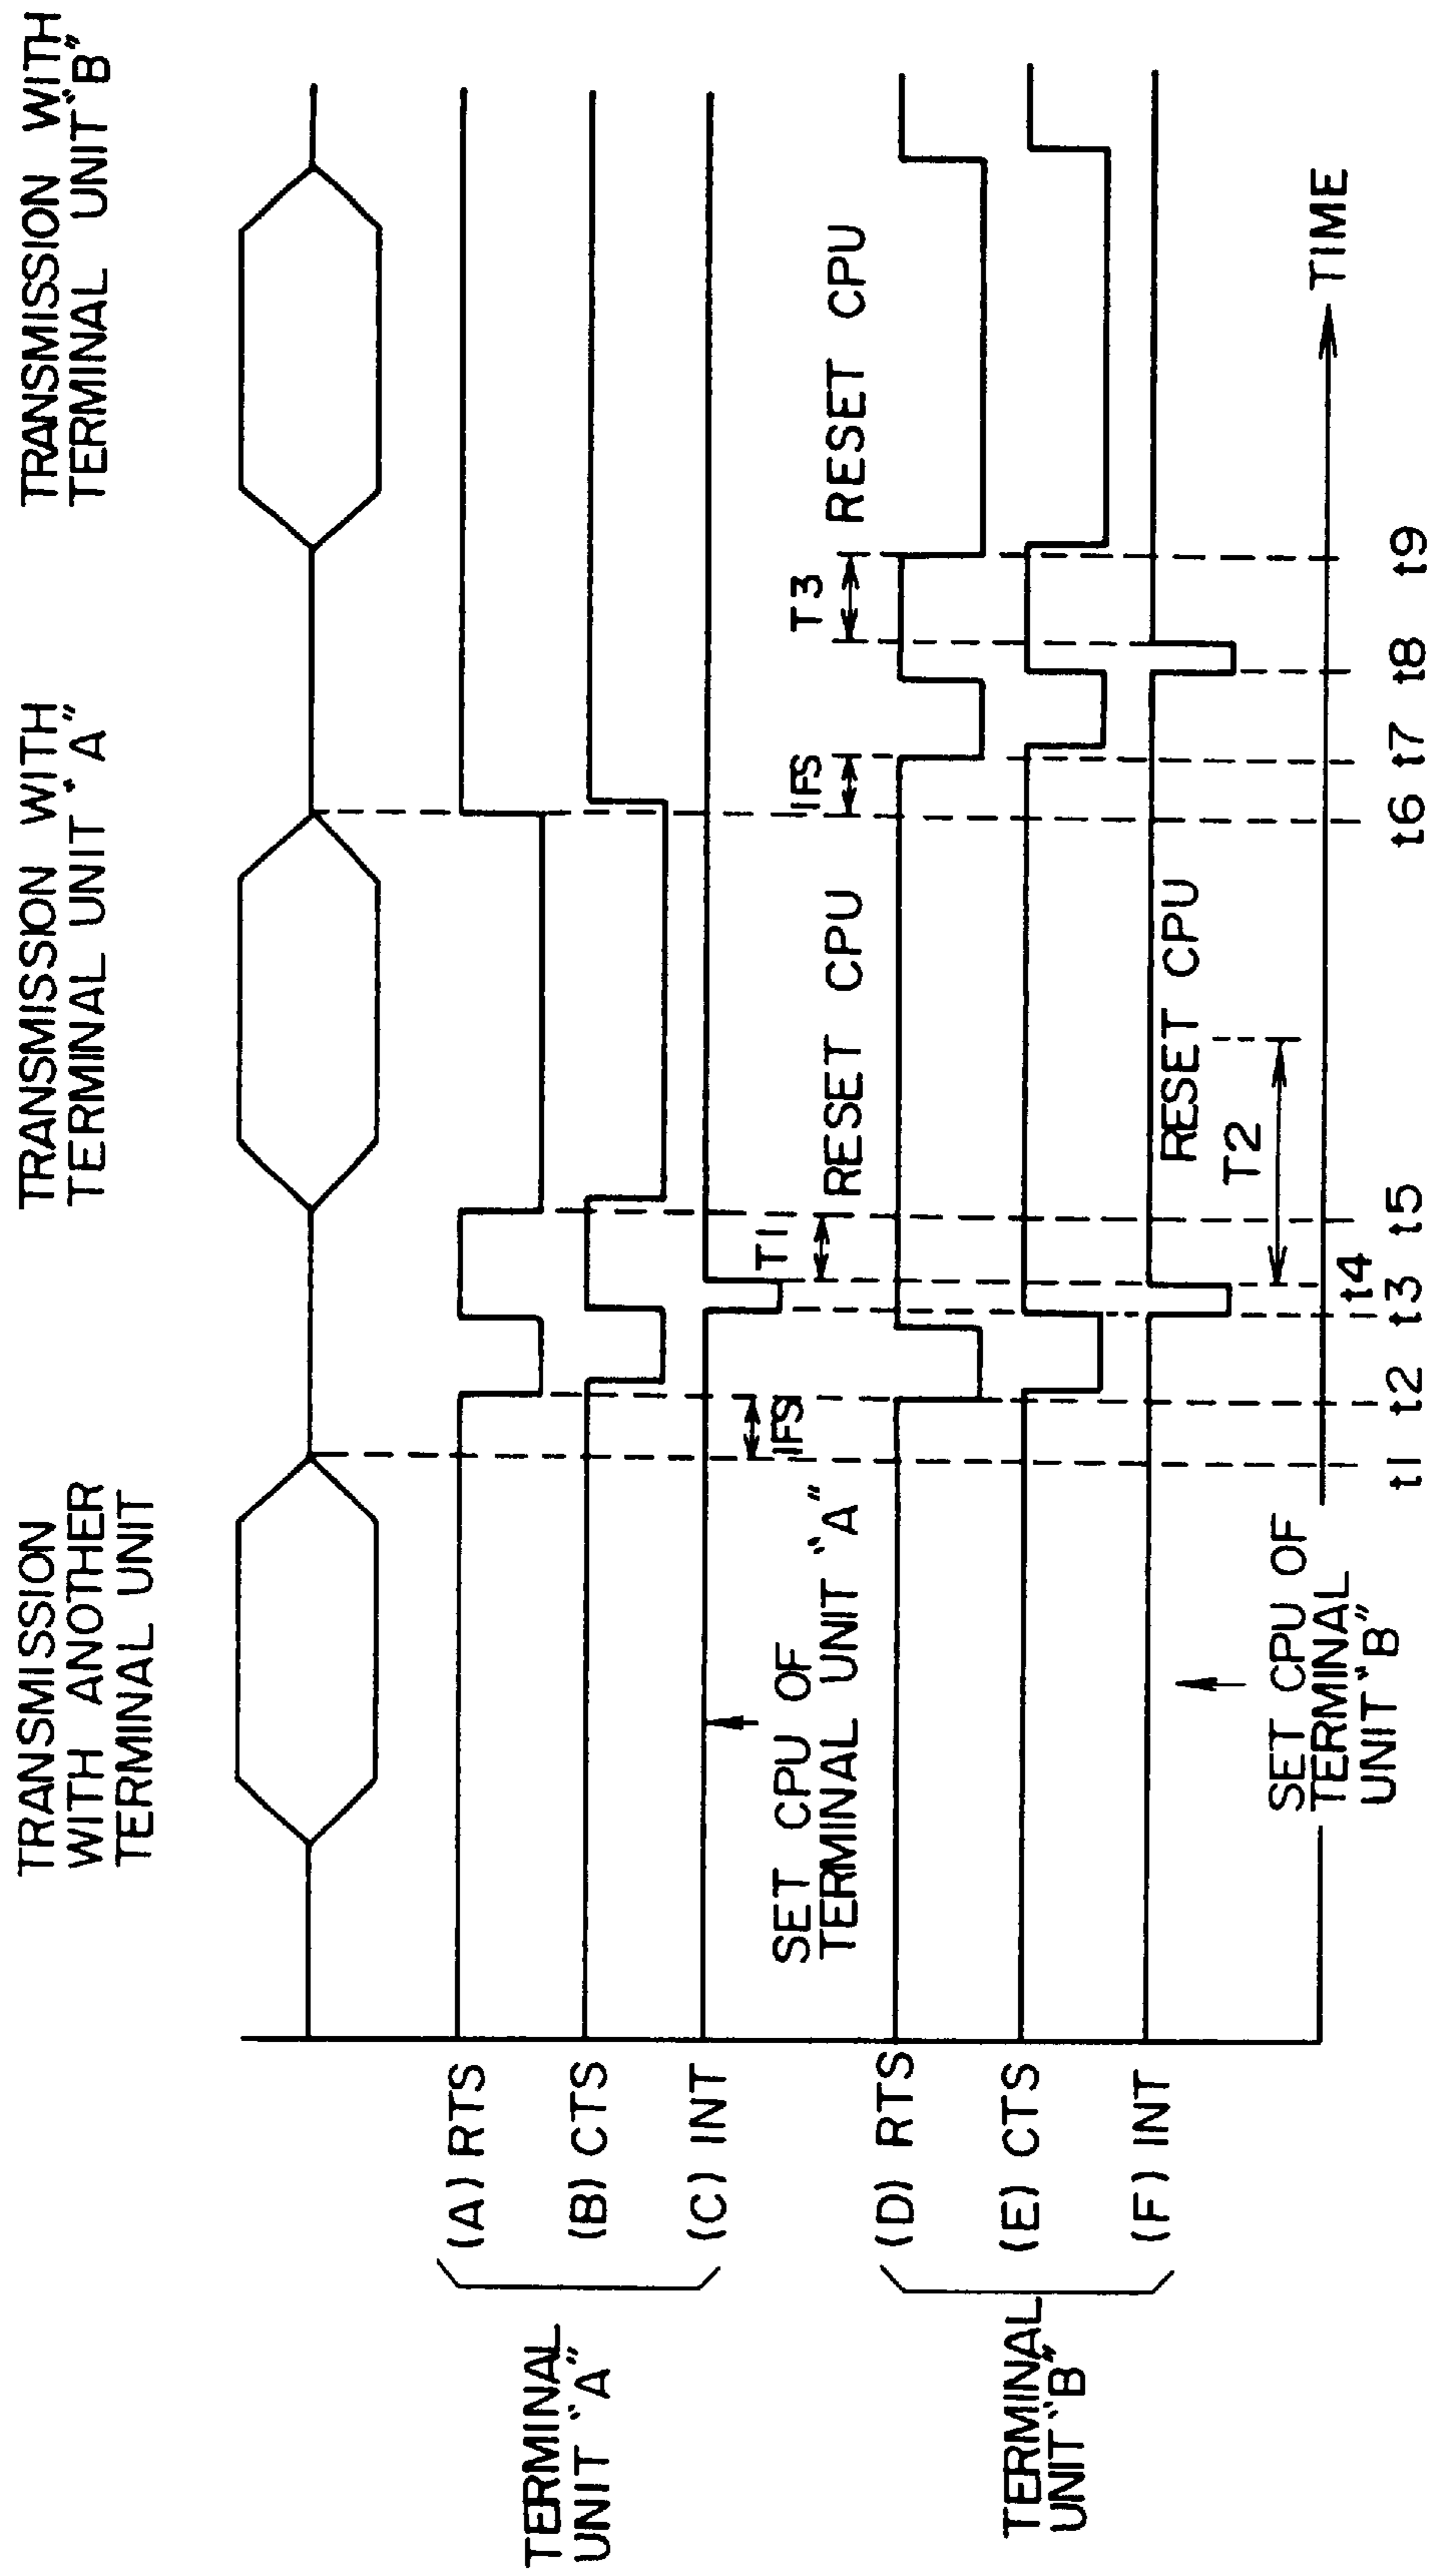 TRANSMISSION
WITH ANOTHER
TERMINAL UNIT
TRANSMISSION WITH
TERMINAL UNIT "A"
TRANSMISSION WITH
TERMINAL UNIT "B"
TERMINAL
UNIT "A"
(A) RTS
(B) CTS
(C) INT
IFS
T1
RESET CPU
SET CPU OF
TERMINAL UNIT "A"
TERMINAL
UNIT "B"
(D) RTS
(E) CTS
(F) INT
IFS
T3
RESET CPU
RESET CPU
T2
SET CPU OF
TERMINAL
UNIT "B"
TIME
t1
t2
t3
t4
t5
t6
t7
t8
t9